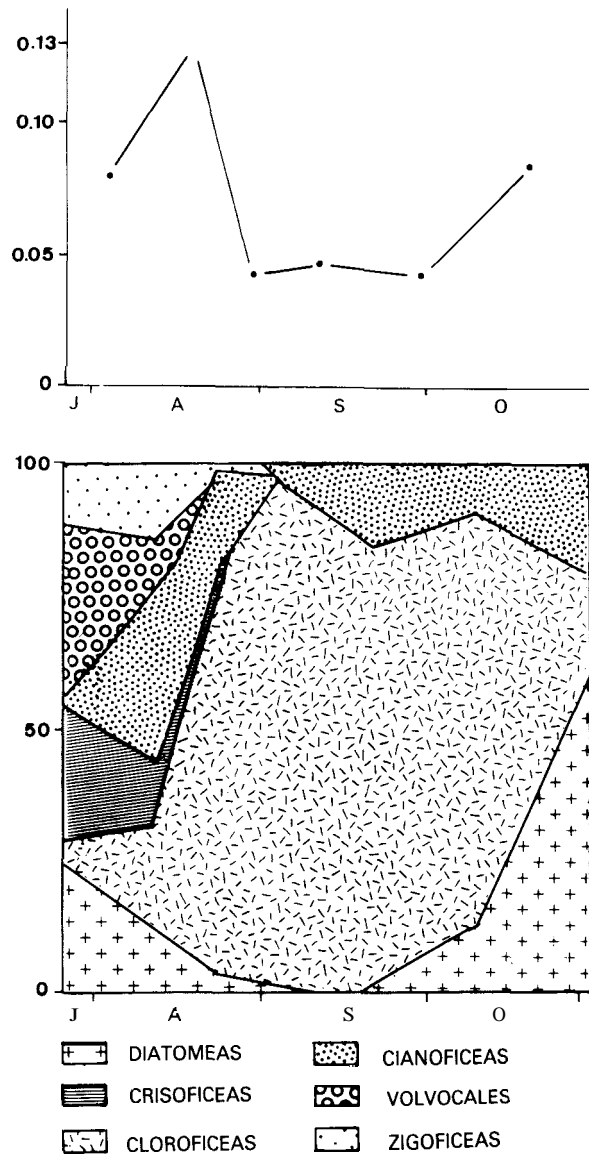 0.13
0.10
0.05
0
J A S O
100
50
0
J A S O
DIATOMEAS CIANOFICEAS
CRISOFICEAS VOLVOCALES
CLOROFICEAS ZIGOFICEAS